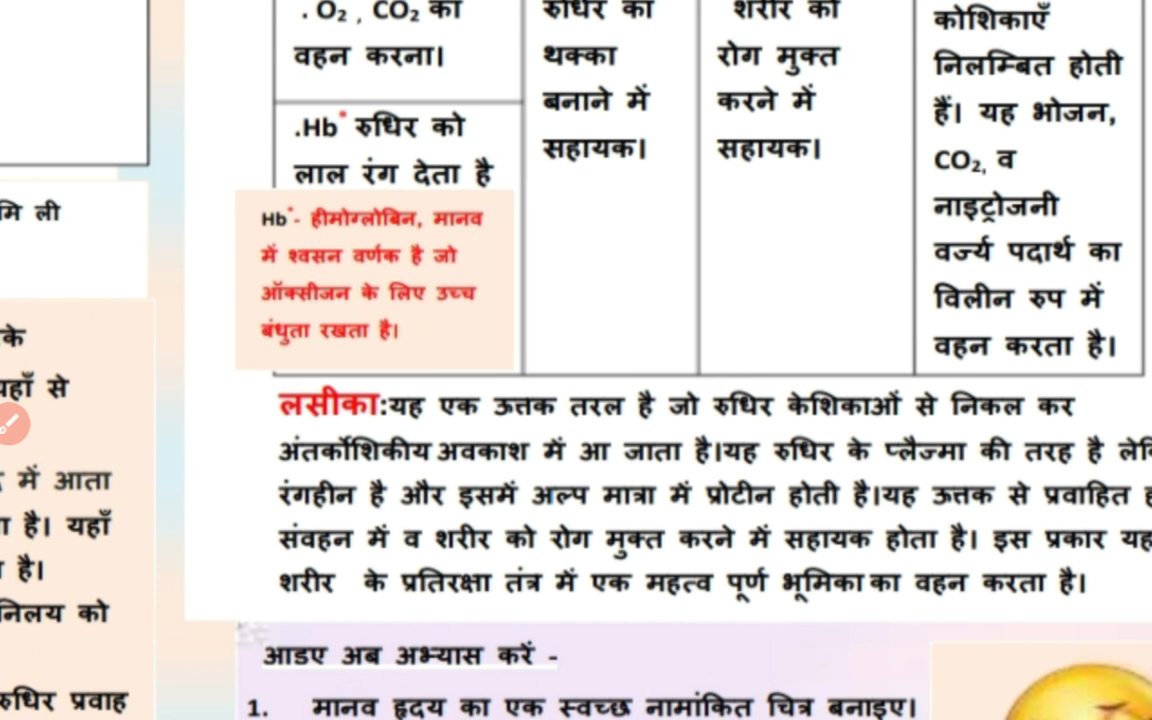 . O₂ , CO₂ का
वहन करना।
.Hb* रुधिर को
लाल रंग देता है
Hb*- हीमोग्लोबिन, मानव
में श्वसन वर्णक है जो
ऑक्सीजन के लिए उच्च
बंधुता रखता है।
रुधिर का
थक्का
बनाने में
सहायक।
शरीर को
रोग मुक्त
करने में
सहायक।
कोशिकाएँ
निलम्बित होती
हैं। यह भोजन,
CO₂, व
नाइट्रोजनी
वर्ज्य पदार्थ का
विलीन रुप में
वहन करता है।
लसीका:यह एक ऊत्तक तरल है जो रुधिर केशिकाओं से निकल कर
अंतर्कोशिकीय अवकाश में आ जाता है।यह रुधिर के प्लैज्मा की तरह है
रंगहीन है और इसमें अल्प मात्रा में प्रोटीन होती है।यह ऊत्तक से प्रवाहित
संवहन में व शरीर को रोग मुक्त करने में सहायक होता है। इस प्रकार यह
शरीर के प्रतिरक्षा तंत्र में एक महत्व पूर्ण भूमिका का वहन करता है।
ली
के
यहाँ से
में आता
है। यहाँ
है।
निलय को
रुधिर प्रवाह
आइए अब अभ्यास करें -
1. मानव हृदय का एक स्वच्छ नामांकित चित्र बनाइए।